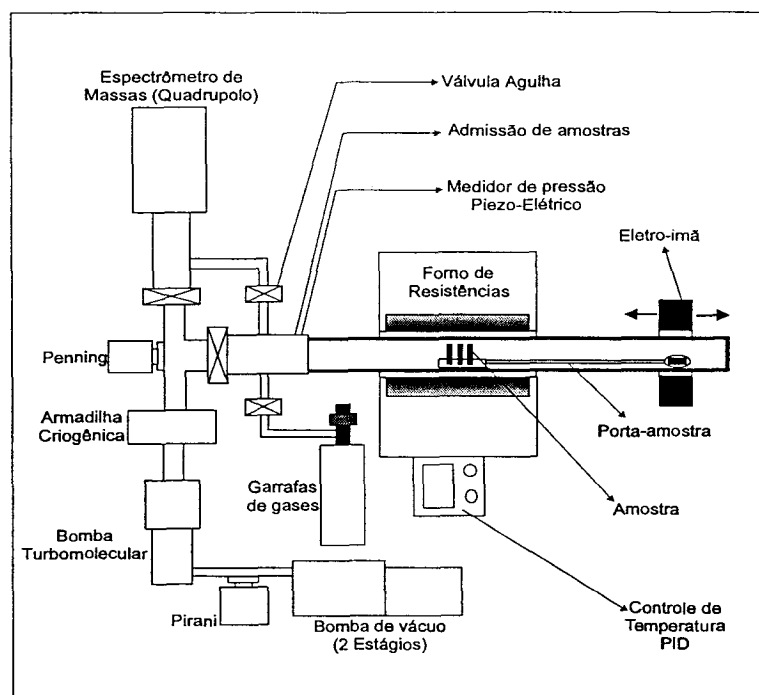 Espectrômetro de
Massas (Quadrupolo)
Válvula Agulha
Admissão de amostras
Medidor de pressão
Piezo-Elétrico
Eletro-imã
Forno de
Resistências
Penning
Armadilha
Criogênica
Porta-amostra
Garrafas
de gases
Amostra
Bomba
Turbomolecular
Pirani
Bomba de vácuo
(2 Estágios)
Controle de
Temperatura
PID